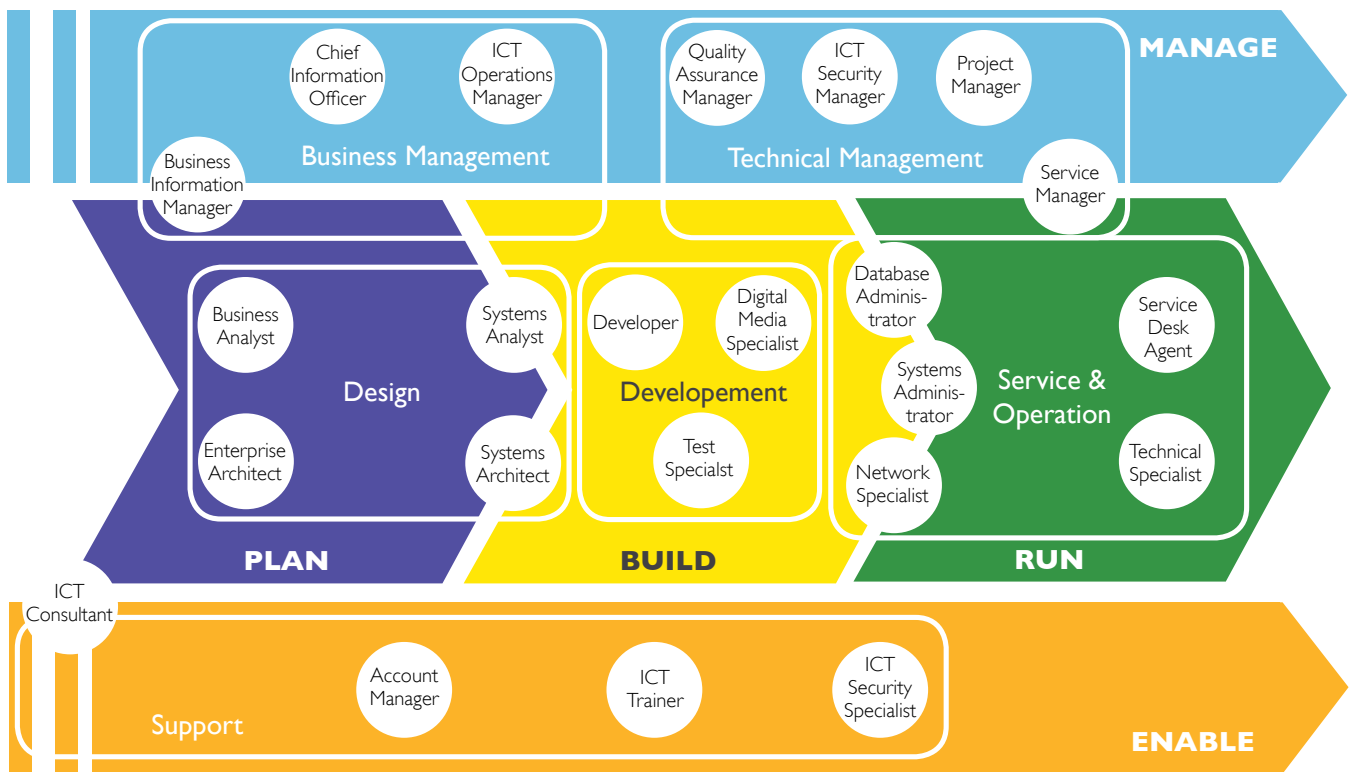 MANAGE
Chief
Information
Officer
ICT
Operations
Manager
Quality
Assurance
Manager
ICT
Security
Manager
Project
Manager
Business Management
Technical Management
Business
Information
Manager
Service
Manager
Business
Analyst
Systems
Analyst
Developer
Digital
Media
Specialist
Database
Adminis-
trator
Service
Desk
Agent
Design
Developement
Systems
Adminis-
trator
Service &
Operation
Enterprise
Architect
Systems
Architect
Test
Specialst
Network
Specialist
Technical
Specialist
PLAN
BUILD
RUN
ICT
Consultant
Account
Manager
ICT
Trainer
ICT
Security
Specialist
Support
ENABLE